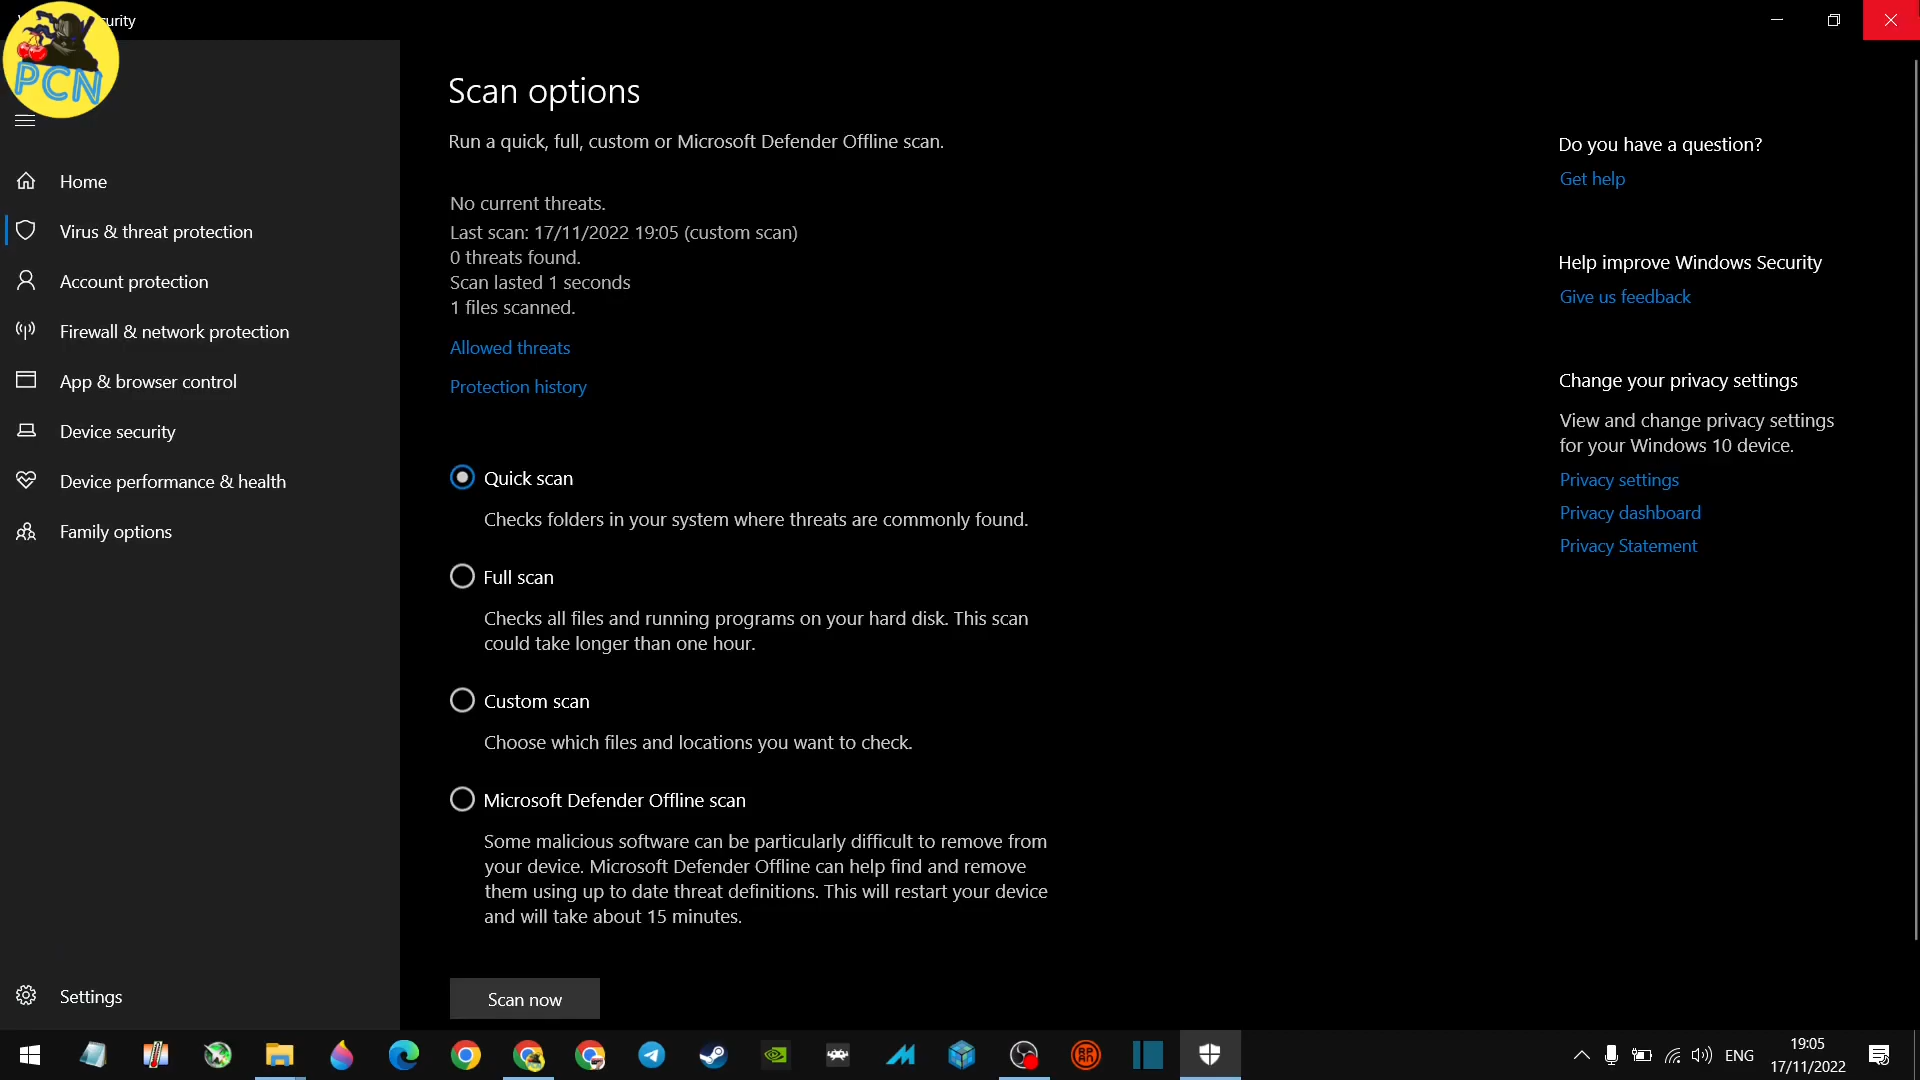 urity
PCN
Home
Virus & threat protection
Account protection
Firewall & network protection
App & browser control
Device security
Device performance & health
Family options
Settings
Scan options
Run a quick, full, custom or Microsoft Defender Offline scan.
No current threats.
Last scan: 17/11/2022 19:05 (custom scan)
0 threats found.
Scan lasted 1 seconds
1 files scanned.
Allowed threats
Protection history
Quick scan
Checks folders in your system where threats are commonly found.
Full scan
Checks all files and running programs on your hard disk. This scan
could take longer than one hour.
Custom scan
Choose which files and locations you want to check.
Microsoft Defender Offline scan
Some malicious software can be particularly difficult to remove from
your device. Microsoft Defender Offline can help find and remove
them using up to date threat definitions. This will restart your device
and will take about 15 minutes.
Scan now
Do you have a question?
Get help
Help improve Windows Security
Give us feedback
Change your privacy settings
View and change privacy settings
for your Windows 10 device.
Privacy settings
Privacy dashboard
Privacy Statement
ENG
19:05
17/11/2022